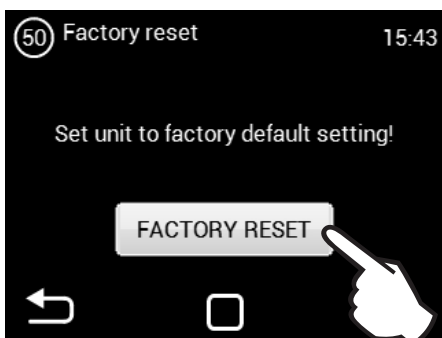 50 Factory reset 15:43
Set unit to factory default setting!
FACTORY RESET